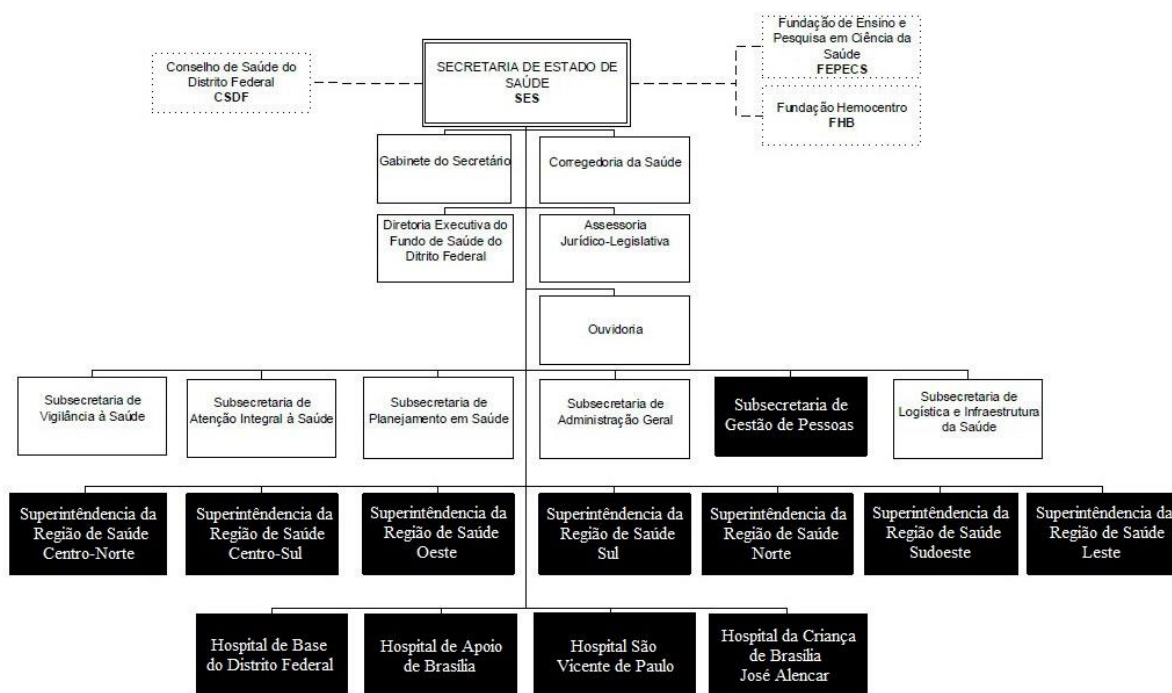 Conselho de Saúde do
Distrito Federal
CSDF
SECRETARIA DE ESTADO DE
SAÚDE
SES
Fundação de Ensino e
Pesquisa em Ciência da
Saúde
FEPECS
Fundação Hemocentro
FHB
Gabinete do Secretário
Corregedoria da Saúde
Diretoria Executiva do
Fundo de Saúde do
Ditrito Federal
Assessoria
Jurídico-Legislativa
Ouvidoria
Subsecretaria de
Vigilância à Saúde
Subsecretaria de
Atenção Integral à Saúde
Subsecretaria de
Planejamento em Saúde
Subsecretaria de
Administração Geral
Subsecretaria de
Gestão de Pessoas
Subsecretaria de
Logística e Infraestrutura
da Saúde
Superintêndencia da
Região de Saúde
Centro-Norte
Superintêndencia da
Região de Saúde
Centro-Sul
Superintêndencia da
Região de Saúde
Oeste
Superintêndencia da
Região de Saúde
Sul
Superintêndencia da
Região de Saúde
Norte
Superintêndencia da
Região de Saúde
Sudoeste
Superintêndencia da
Região de Saúde
Leste
Hospital de Base
do Distrito Federal
Hospital de Apoio
de Brasília
Hospital São
Vicente de Paulo
Hospital da Criança
de Brasília
José Alencar